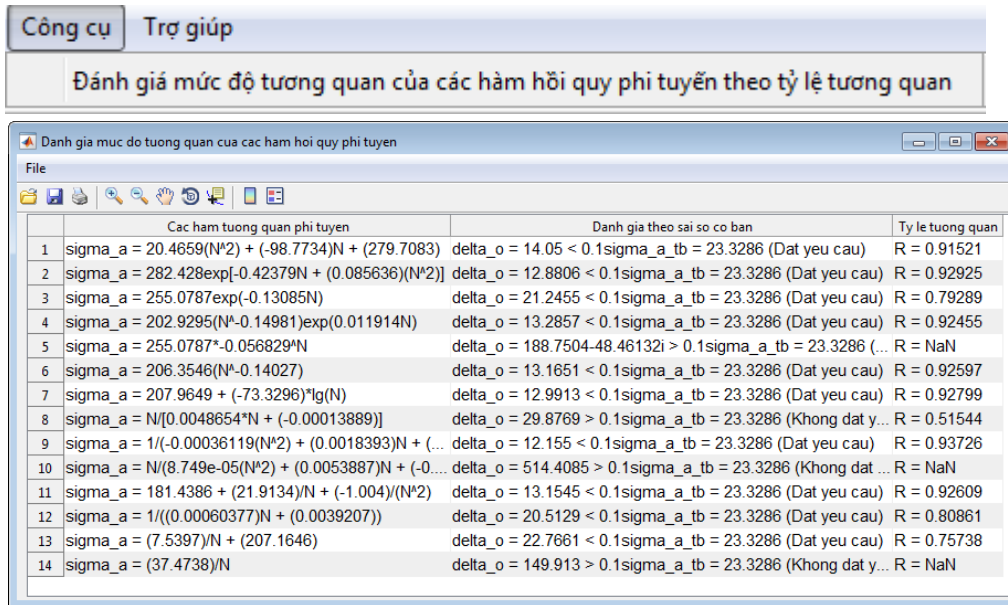 Công cụ Trợ giúp
Đánh giá mức độ tương quan của các hàm hồi quy phi tuyến theo tỷ lệ tương quan
Danh gia muc do tuong quan cua cac ham hoi quy phi tuyen
File
Cac ham tuong quan phi tuyen Danh gia theo sai so co ban Ty le tuong quan
1 sigma_a = 20.4659(N^2) + (-98.7734)N + (279.7083) delta_o = 14.05 < 0.1sigma_a_tb = 23.3286 (Dat yeu cau) R = 0.91521
2 sigma_a = 282.428exp[-0.42379N + (0.085636)(N^2)] delta_o = 12.8806 < 0.1sigma_a_tb = 23.3286 (Dat yeu cau) R = 0.92925
3 sigma_a = 255.0787exp(-0.13085N) delta_o = 21.2455 < 0.1sigma_a_tb = 23.3286 (Dat yeu cau) R = 0.79289
4 sigma_a = 202.9295(N^-0.14981)exp(0.011914N) delta_o = 13.2857 < 0.1sigma_a_tb = 23.3286 (Dat yeu cau) R = 0.92455
5 sigma_a = 255.0787*-0.056829^N delta_o = 188.7504-48.46132i > 0.1sigma_a_tb = 23.3286 (... R = NaN
6 sigma_a = 206.3546(N^-0.14027) delta_o = 13.1651 < 0.1sigma_a_tb = 23.3286 (Dat yeu cau) R = 0.92597
7 sigma_a = 207.9649 + (-73.3296)*lg(N) delta_o = 12.9913 < 0.1sigma_a_tb = 23.3286 (Dat yeu cau) R = 0.92799
8 sigma_a = N/[0.0048654*N + (-0.00013889)] delta_o = 29.8769 > 0.1sigma_a_tb = 23.3286 (Khong dat y... R = 0.51544
9 sigma_a = 1/(-0.00036119(N^2) + (0.0018393)N + (... delta_o = 12.155 < 0.1sigma_a_tb = 23.3286 (Dat yeu cau) R = 0.93726
10 sigma_a = N/(8.749e-05(N^2) + (0.0053887)N + (-0.... delta_o = 514.4085 > 0.1sigma_a_tb = 23.3286 (Khong dat ... R = NaN
11 sigma_a = 181.4386 + (21.9134)/N + (-1.004)/(N^2) delta_o = 13.1545 < 0.1sigma_a_tb = 23.3286 (Dat yeu cau) R = 0.92609
12 sigma_a = 1/((0.00060377)N + (0.0039207)) delta_o = 20.5129 < 0.1sigma_a_tb = 23.3286 (Dat yeu cau) R = 0.80861
13 sigma_a = (7.5397)/N + (207.1646) delta_o = 22.7661 < 0.1sigma_a_tb = 23.3286 (Dat yeu cau) R = 0.75738
14 sigma_a = (37.4738)/N delta_o = 149.913 > 0.1sigma_a_tb = 23.3286 (Khong dat y... R = NaN